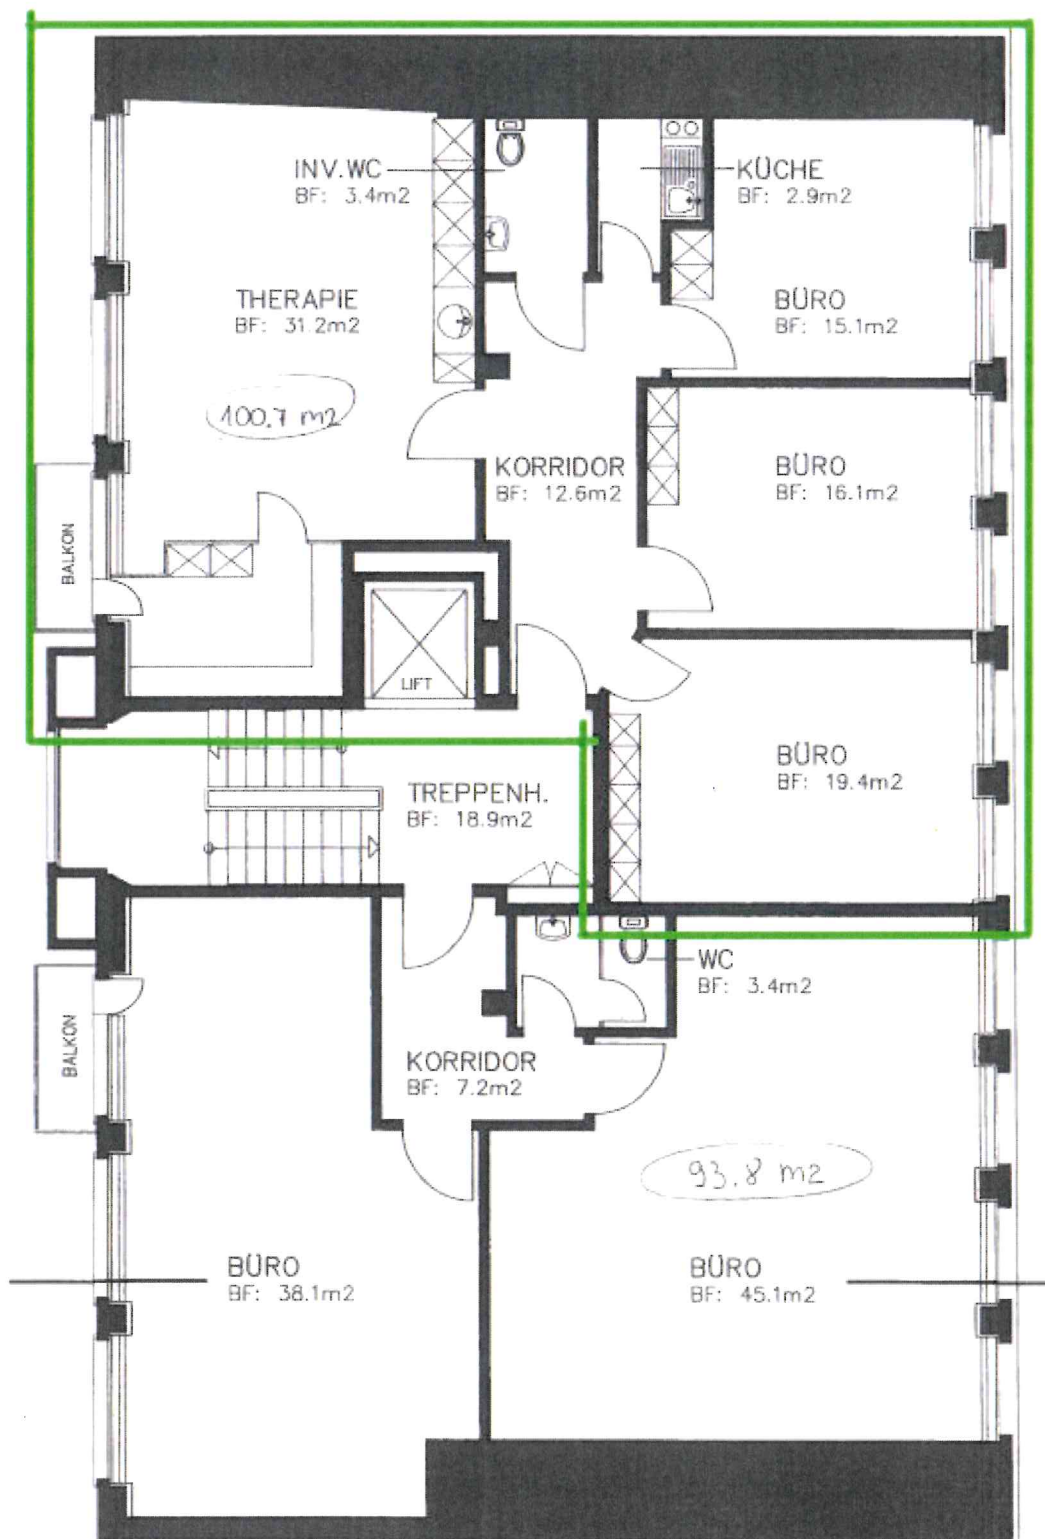 INV.WC
BF: 3.4m2
KÜCHE
BF: 2.9m2
THERAPIE
BF: 31.2m2
BÜRO
BF: 15.1m2
100.7 m2
KORRIDOR
BF: 12.6m2
BÜRO
BF: 16.1m2
BALKON
LIFT
BÜRO
BF: 19.4m2
TREPPENH.
BF: 18.9m2
WC
BF: 3.4m2
BALKON
KORRIDOR
BF: 7.2m2
93.8 m2
BÜRO
BF: 38.1m2
BÜRO
BF: 45.1m2